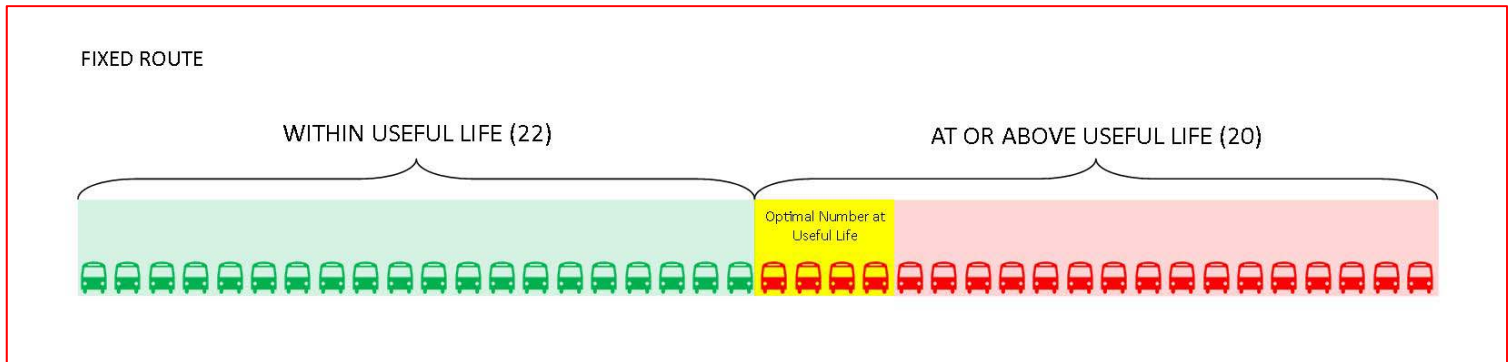 FIXED ROUTE
WITHIN USEFUL LIFE (22)
AT OR ABOVE USEFUL LIFE (20)
Optimal Number at
Useful Life